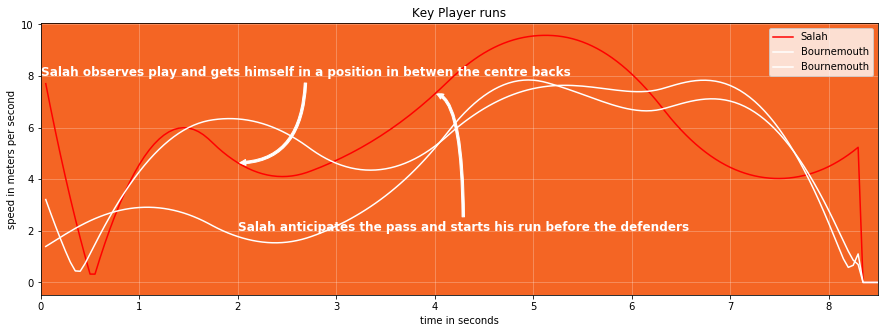 Key Player runs
10
8
6
4
2
0
speed in meters per second
Salah
Bournemouth
Bournemouth
Salah observes play and gets himself in a position in betwen the centre backs
Salah anticipates the pass and starts his run before the defenders
0 1 2 3 4 5 6 7 8
time in seconds